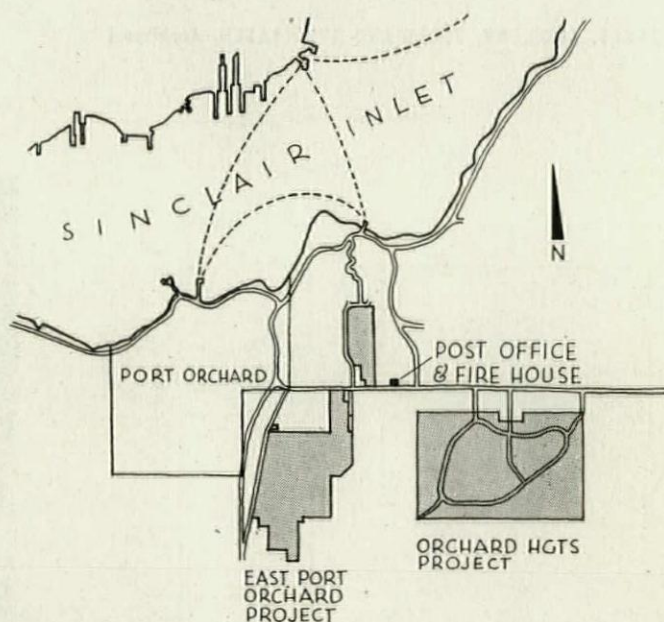 SINCLAIR INLET
N
PORT ORCHARD
POST OFFICE
& FIRE HOUSE
ORCHARD HGTS
PROJECT
EAST PORT
ORCHARD
PROJECT